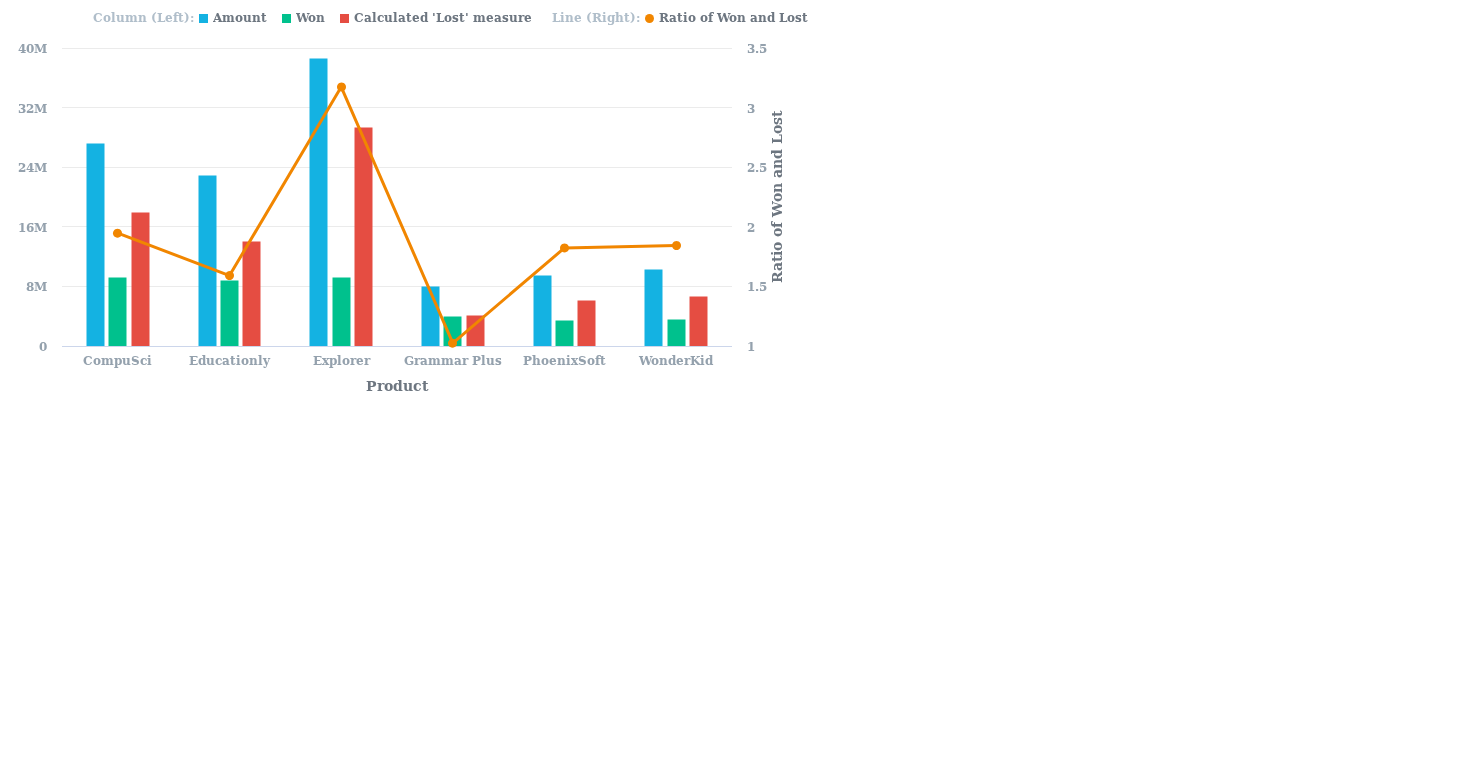 Column (Left): Amount Won Calculated 'Lost' measure Line (Right): Ratio of Won and Lost
40M
32M
24M
16M
8M
0
3.5
3
2.5
2
1.5
1
Ratio of Won and Lost
CompuSci Educationly Explorer Grammar Plus PhoenixSoft WonderKid
Product